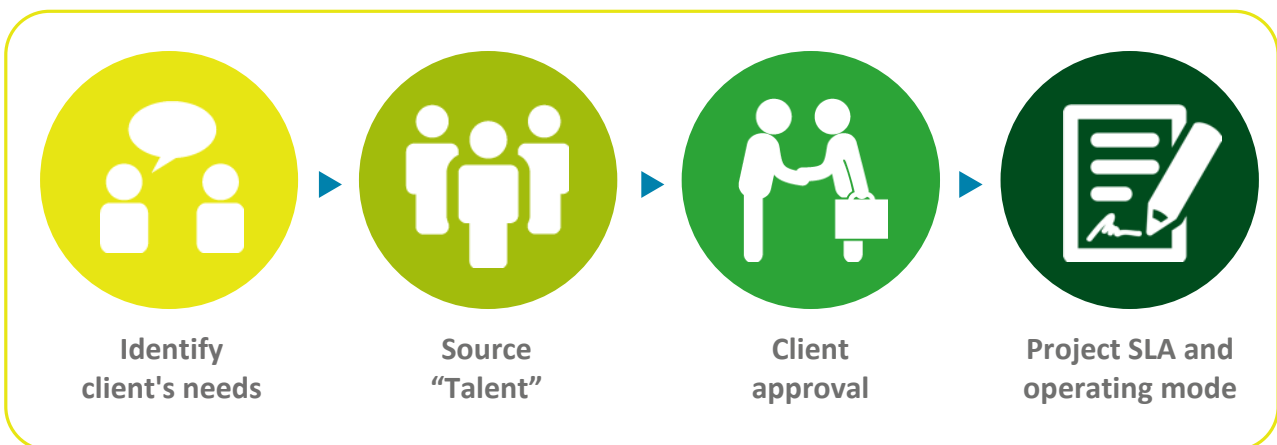 Identify
client's needs
Source
“Talent”
Client
approval
Project SLA and
operating mode